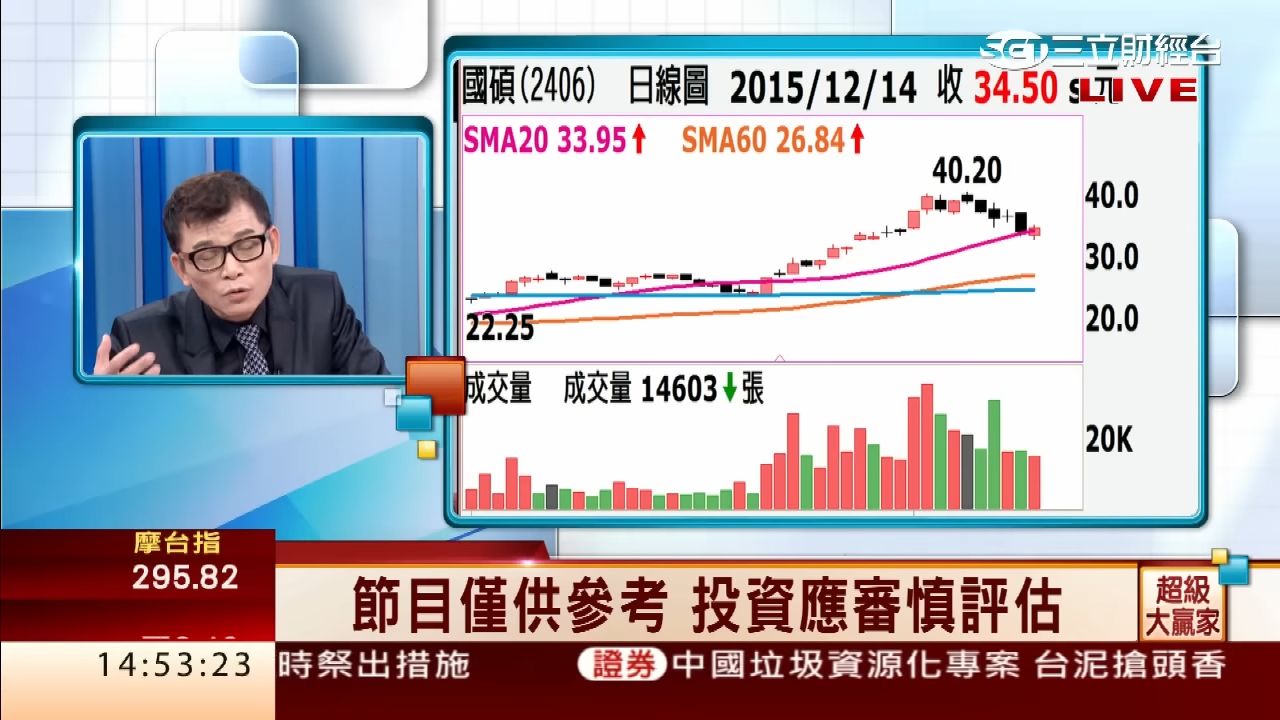 SET三立財經台
LIVE
國碩(2406) 日線圖 2015/12/14 收 34.50 s 元
SMA20 33.95↑ SMA60 26.84↑
40.20
40.0
30.0
20.0
22.25
成交量 成交量 14603↓張
20K
摩台指
295.82
節目僅供參考 投資應審慎評估
超級
大贏家
14:53:23
時祭出措施 證券 中國垃圾資源化專案 台泥搶頭香